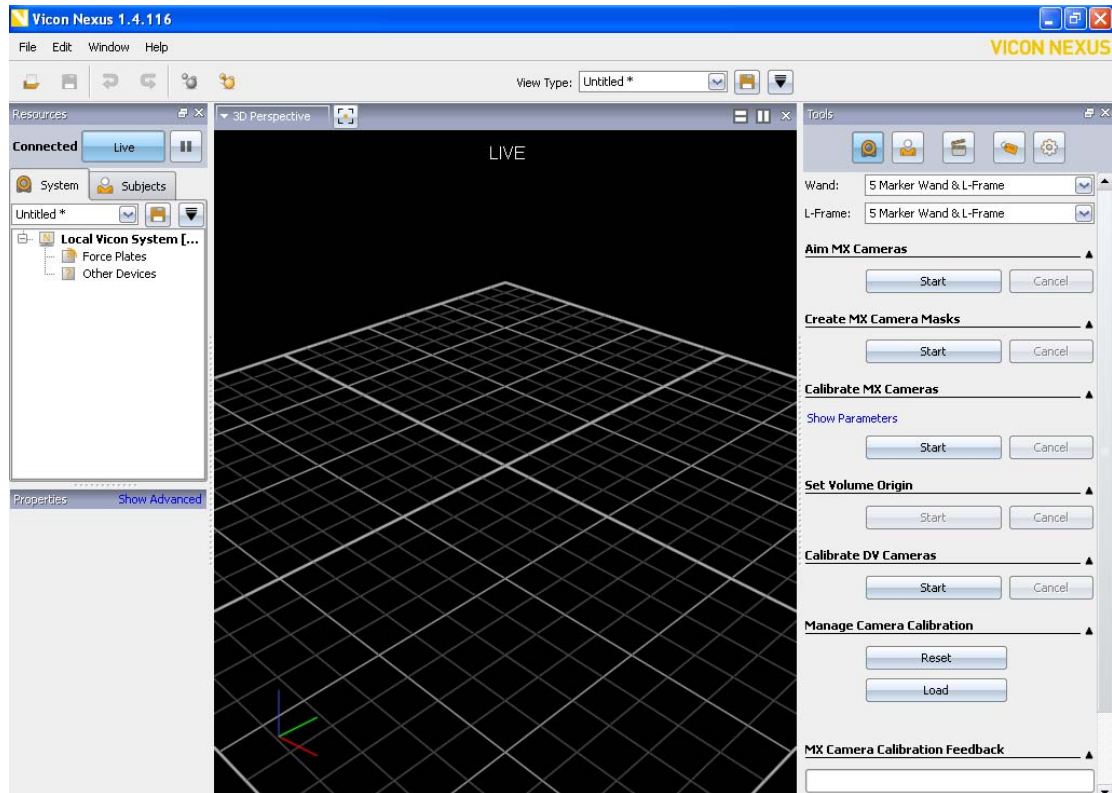 Vicon Nexus 1.4.116
File Edit Window Help
VICON NEXUS
View Type: Untitled *
Resources
Connected Live
System Subjects
Untitled *
Local Vicon System [...
Force Plates
Other Devices
Properties Show Advanced
3D Perspective
LIVE
Tools
Wand: 5 Marker Wand & L-Frame
L-Frame: 5 Marker Wand & L-Frame
Aim MX Cameras
Start Cancel
Create MX Camera Masks
Start Cancel
Calibrate MX Cameras
Show Parameters
Start Cancel
Set Volume Origin
Start Cancel
Calibrate DV Cameras
Start Cancel
Manage Camera Calibration
Reset
Load
MX Camera Calibration Feedback